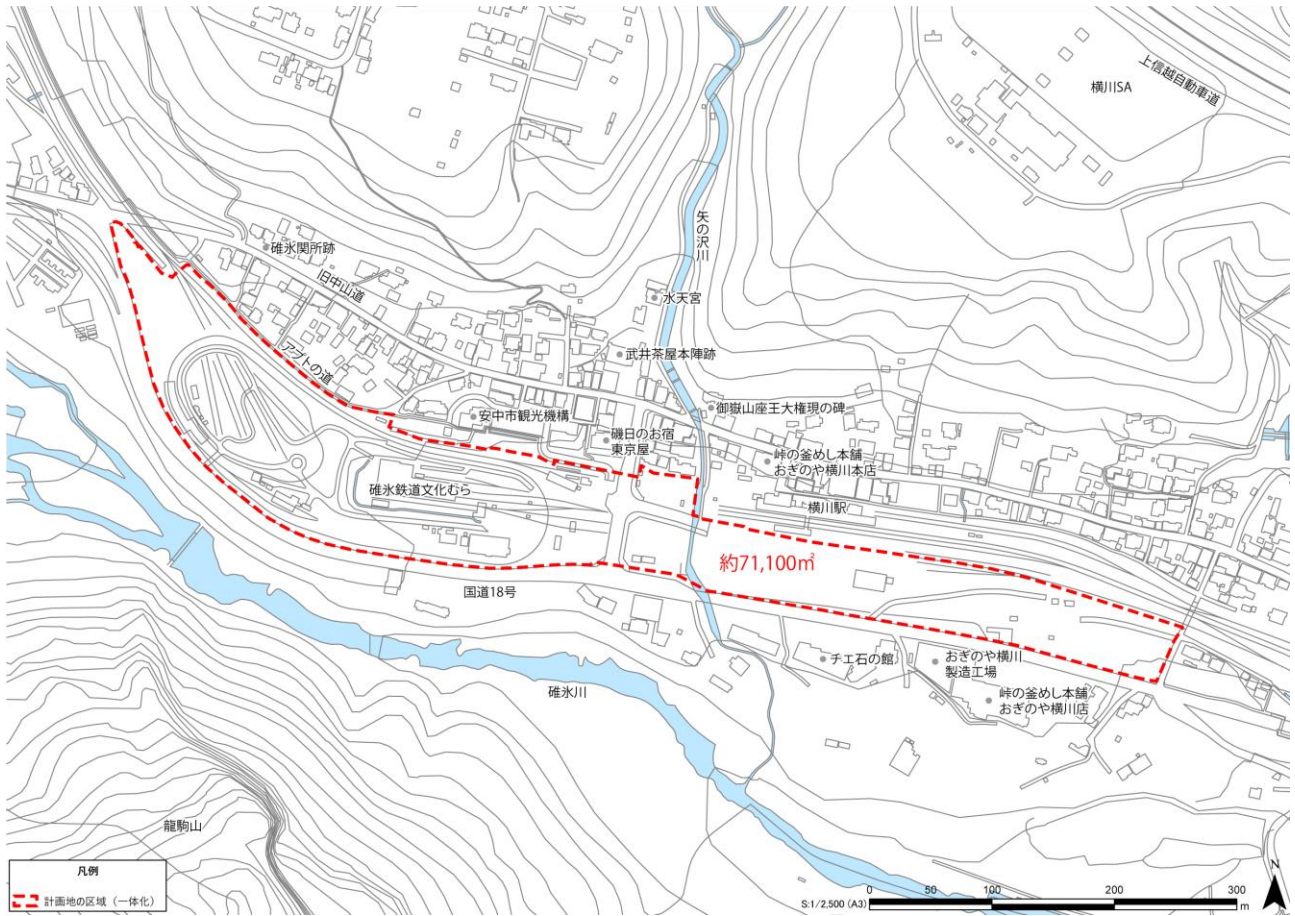 上信越自動車道
横川SA
矢の沢川
碓氷関所跡
旧中山道
水天宮
アプトの道
武井茶屋本陣跡
安中市観光機構
御嶽山座王大権現の碑
磯日のお宿
東京屋
峠の釜めし本舗
おぎのや横川本店
碓氷鉄道文化むら
横川駅
約71,100㎡
国道18号
チエ石の館
おぎのや横川
製造工場
碓氷川
峠の釜めし本舗
おぎのや横川店
龍駒山
凡例
計画地の区域（一体化）
N
0 50 100 200 300
S:1/2,500 (A3)
m